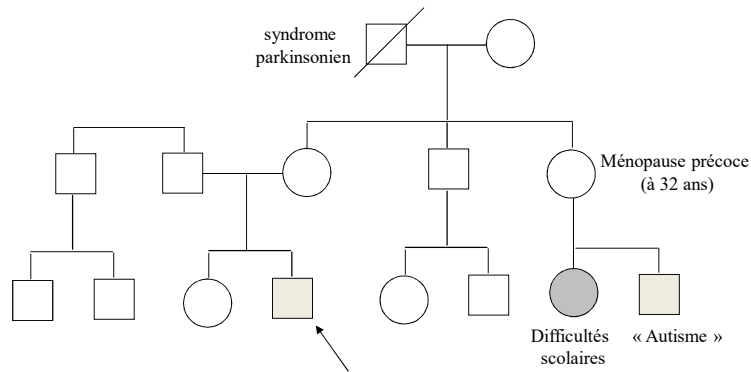 syndrome
parkinsonien
Ménopause précoce
(à 32 ans)
Difficultés
scolaires
« Autisme »